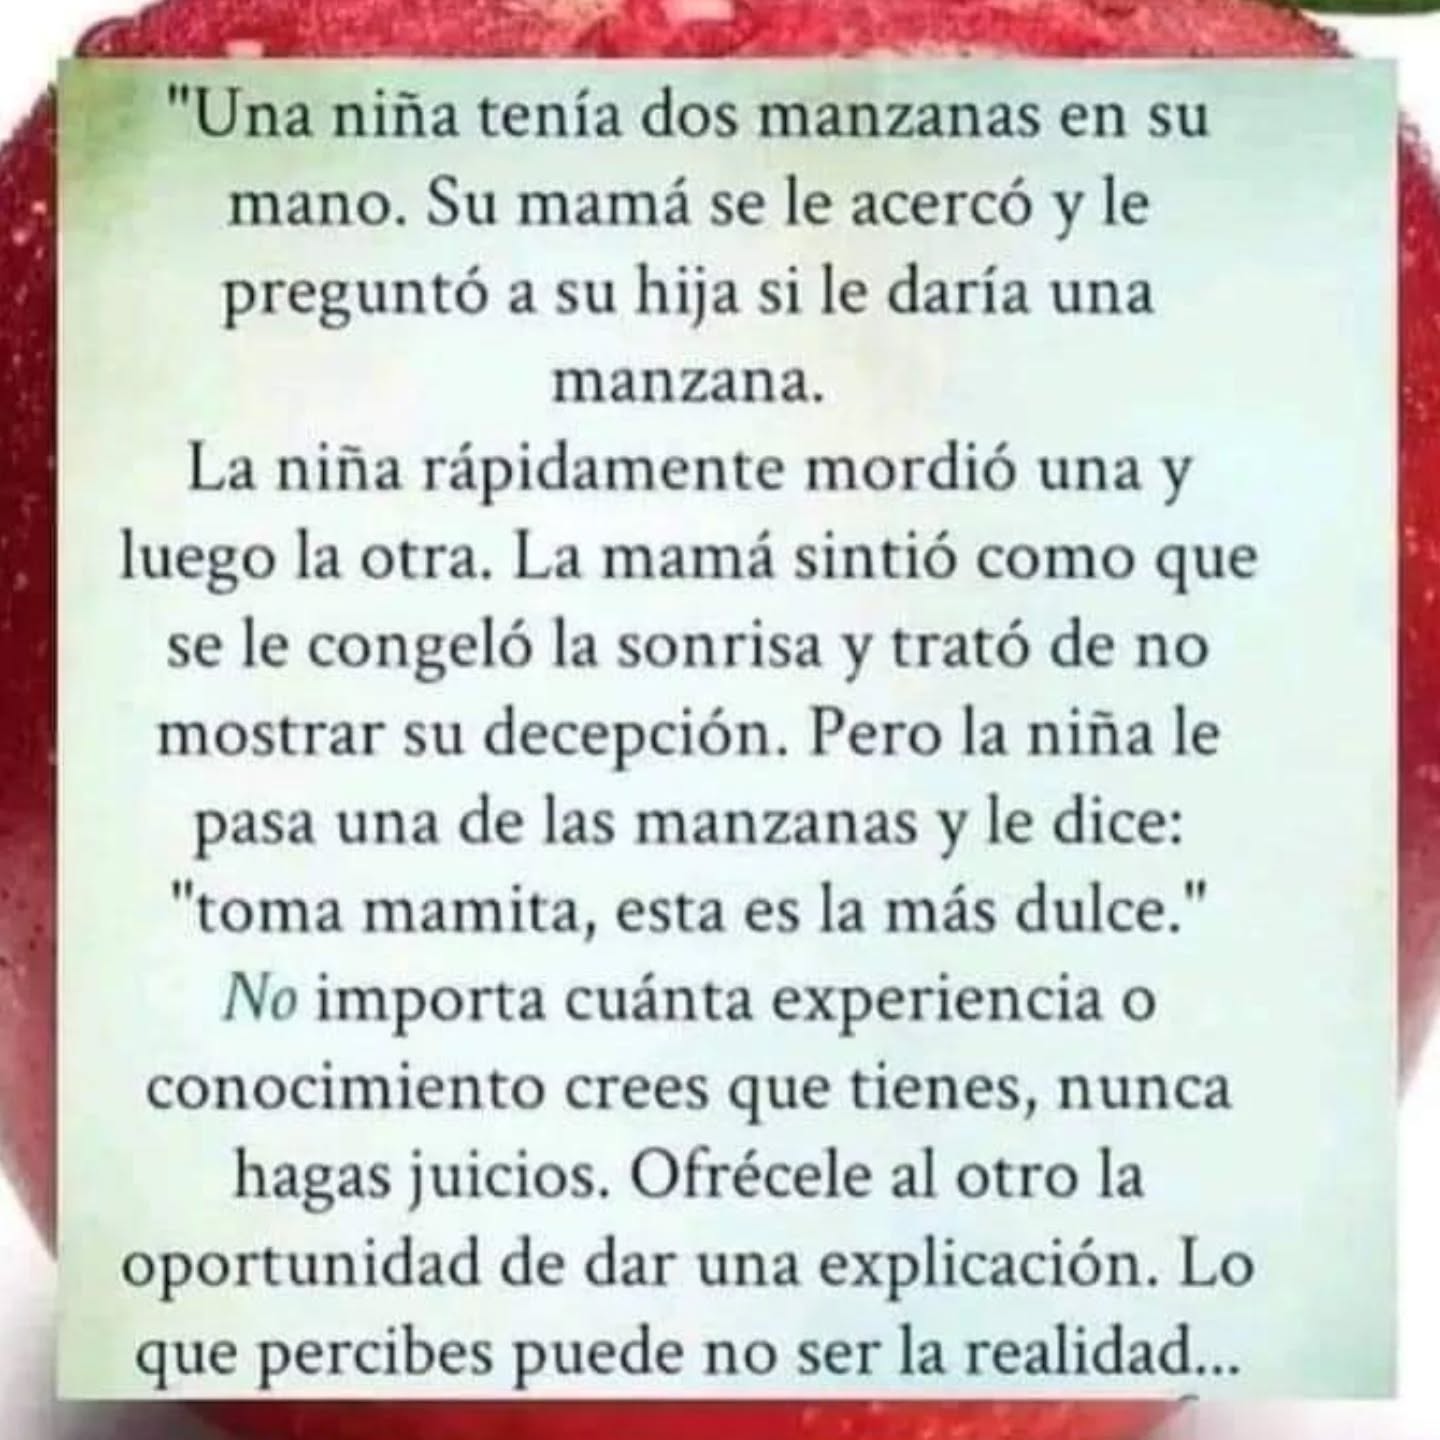 "Una niña tenía dos manzanas en su
mano. Su mamá se le acercó y le
preguntó a su hija si le daría una
manzana.
La niña rápidamente mordió una y
luego la otra. La mamá sintió como que
se le congeló la sonrisa y trató de no
mostrar su decepción. Pero la niña le
pasa una de las manzanas y le dice:
"toma mamita, esta es la más dulce."
No importa cuánta experiencia o
conocimiento crees que tienes, nunca
hagas juicios. Ofrécele al otro la
oportunidad de dar una explicación. Lo
que percibes puede no ser la realidad...